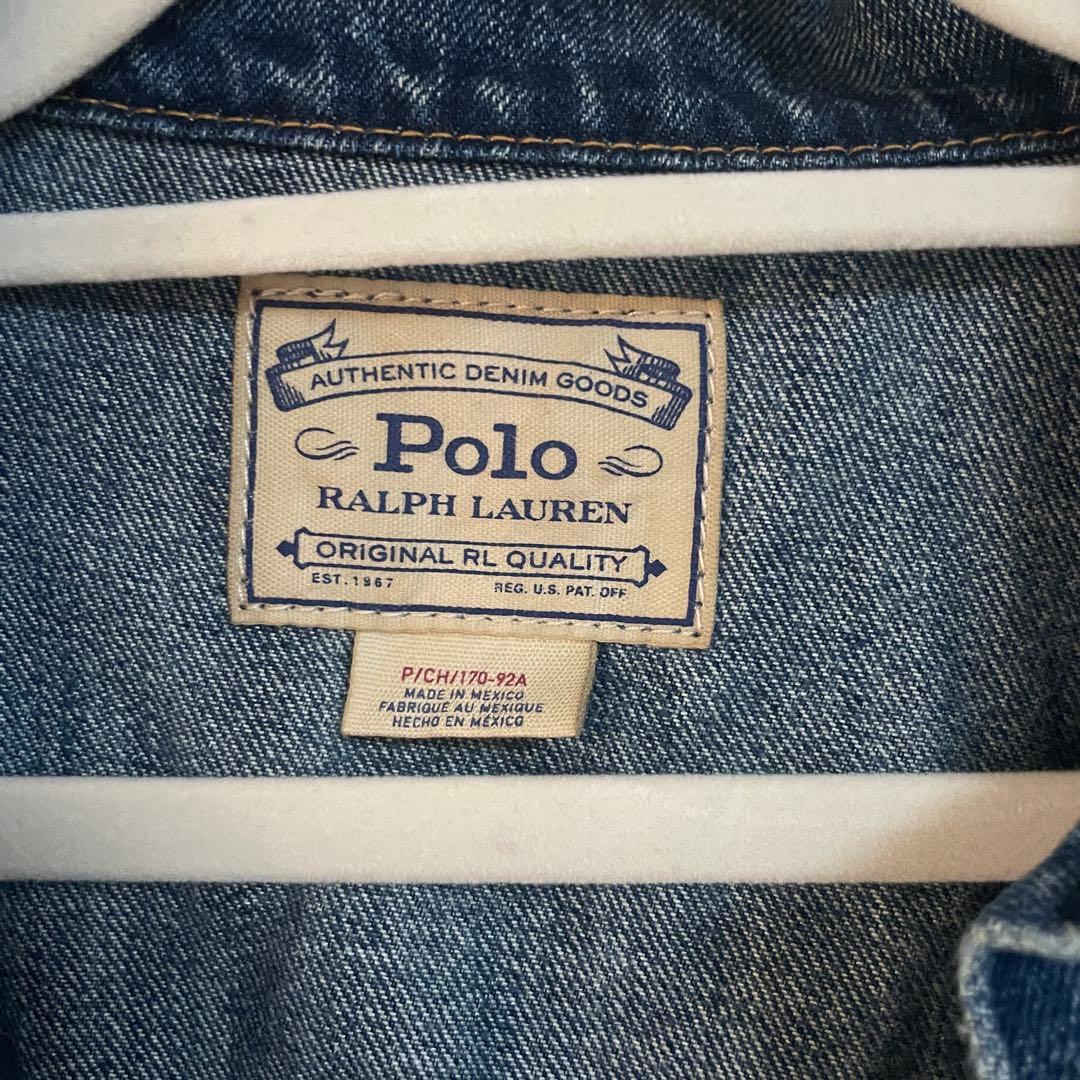 AUTHENTIC DENIM GOODS
Polo
RALPH LAUREN
ORIGINAL RL QUALITY
EST. 1967 REG. U.S. PAT. OFF
P/CH/170-92A
MADE IN MEXICO
FABRIQUÉ AU MEXIQUE
HECHO EN MÉXICO